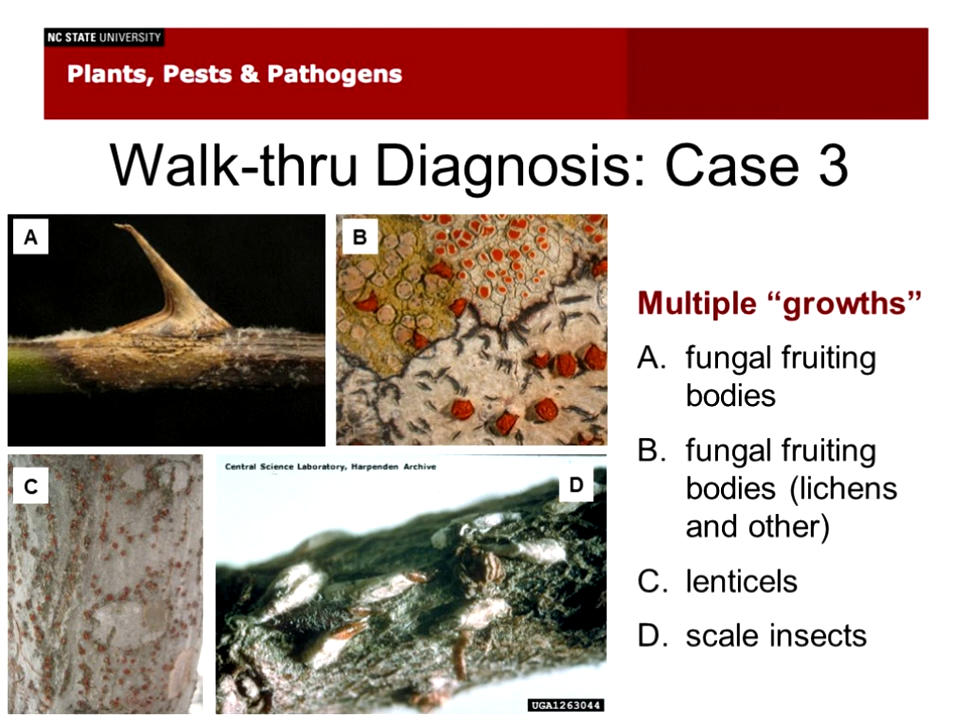 NC STATE UNIVERSITY
Plants, Pests & Pathogens
Walk-thru Diagnosis: Case 3
A
B
Multiple “growths”
A. fungal fruiting
bodies
B. fungal fruiting
bodies (lichens
and other)
C. lenticels
D. scale insects
C
Central Science Laboratory, Harpenden Archive
D
UGA1263044